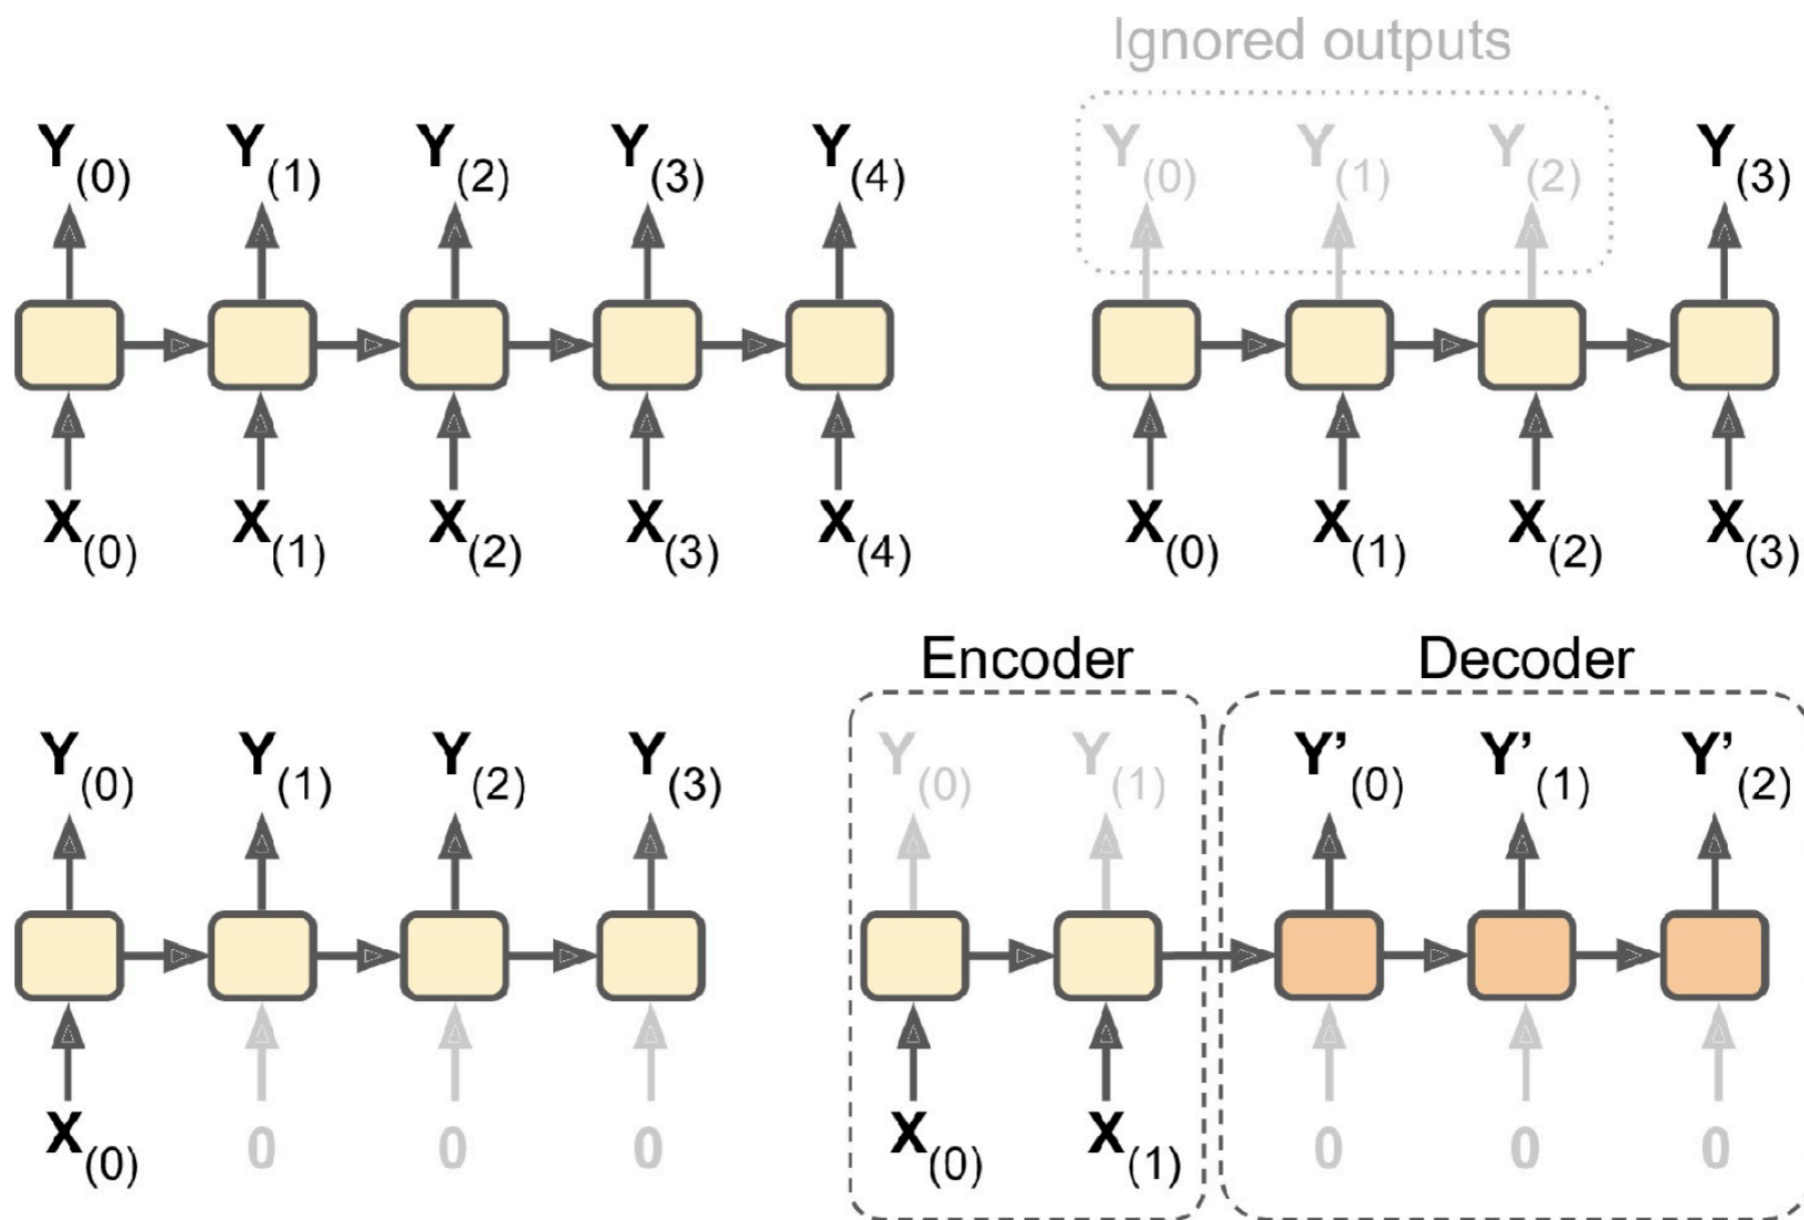 Ignored outputs
Y(0) Y(1) Y(2) Y(3) Y(4)
Y(0) Y(1) Y(2) Y(3)
X(0) X(1) X(2) X(3) X(4)
X(0) X(1) X(2) X(3)
Encoder Decoder
Y(0) Y(1) Y(2) Y(3)
Y(0) Y(1) Y’(0) Y’(1) Y’(2)
X(0) 0 0 0
X(0) X(1) 0 0 0